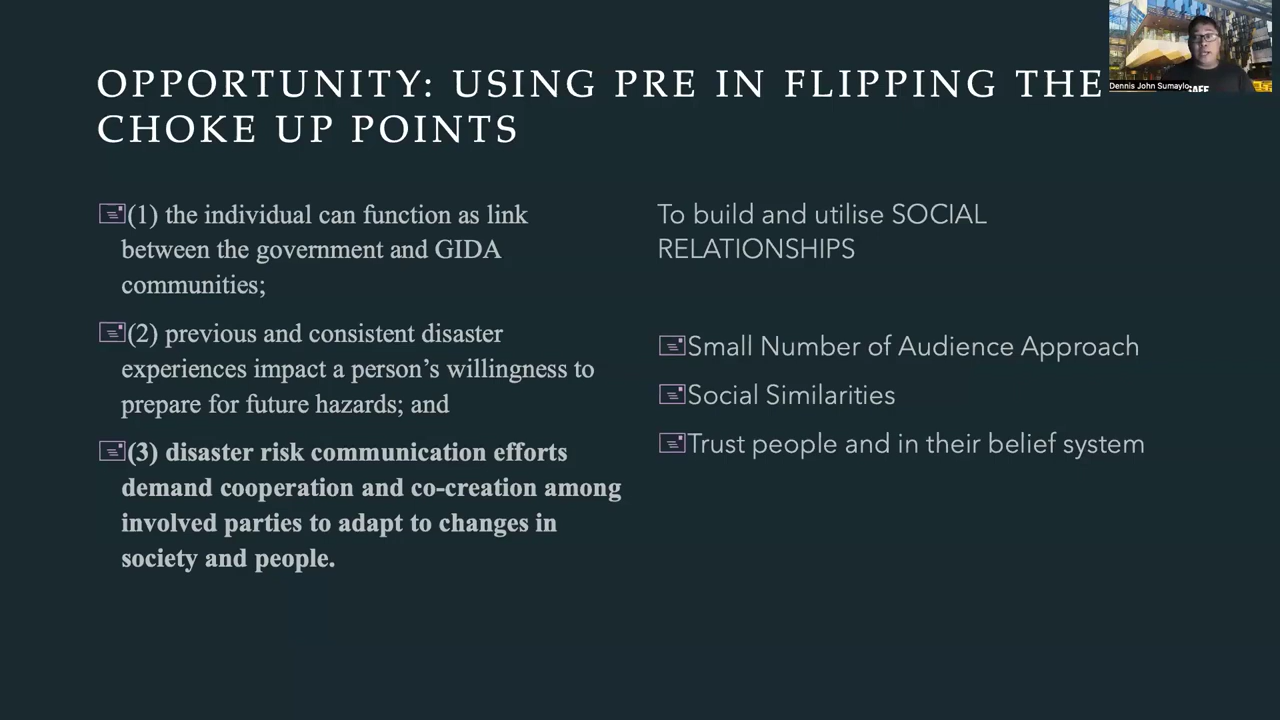 OPPORTUNITY: USING PRE IN FLIPPING THE
CHOKE UP POINTS
(1) the individual can function as link
between the government and GIDA
communities;
(2) previous and consistent disaster
experiences impact a person’s willingness to
prepare for future hazards; and
(3) disaster risk communication efforts
demand cooperation and co-creation among
involved parties to adapt to changes in
society and people.
To build and utilise SOCIAL
RELATIONSHIPS
Small Number of Audience Approach
Social Similarities
Trust people and in their belief system
Dennis John Sumaylo